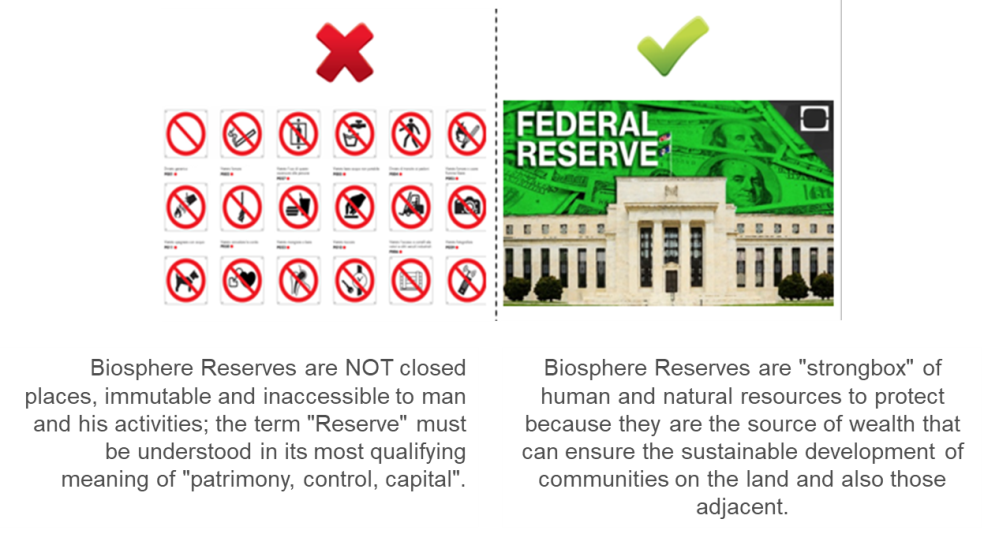 FEDERAL
RESERVE
Biosphere Reserves are NOT closed
places, immutable and inaccessible to man
and his activities; the term "Reserve" must
be understood in its most qualifying
meaning of "patrimony, control, capital".
Biosphere Reserves are "strongbox" of
human and natural resources to protect
because they are the source of wealth that
can ensure the sustainable development of
communities on the land and also those
adjacent.